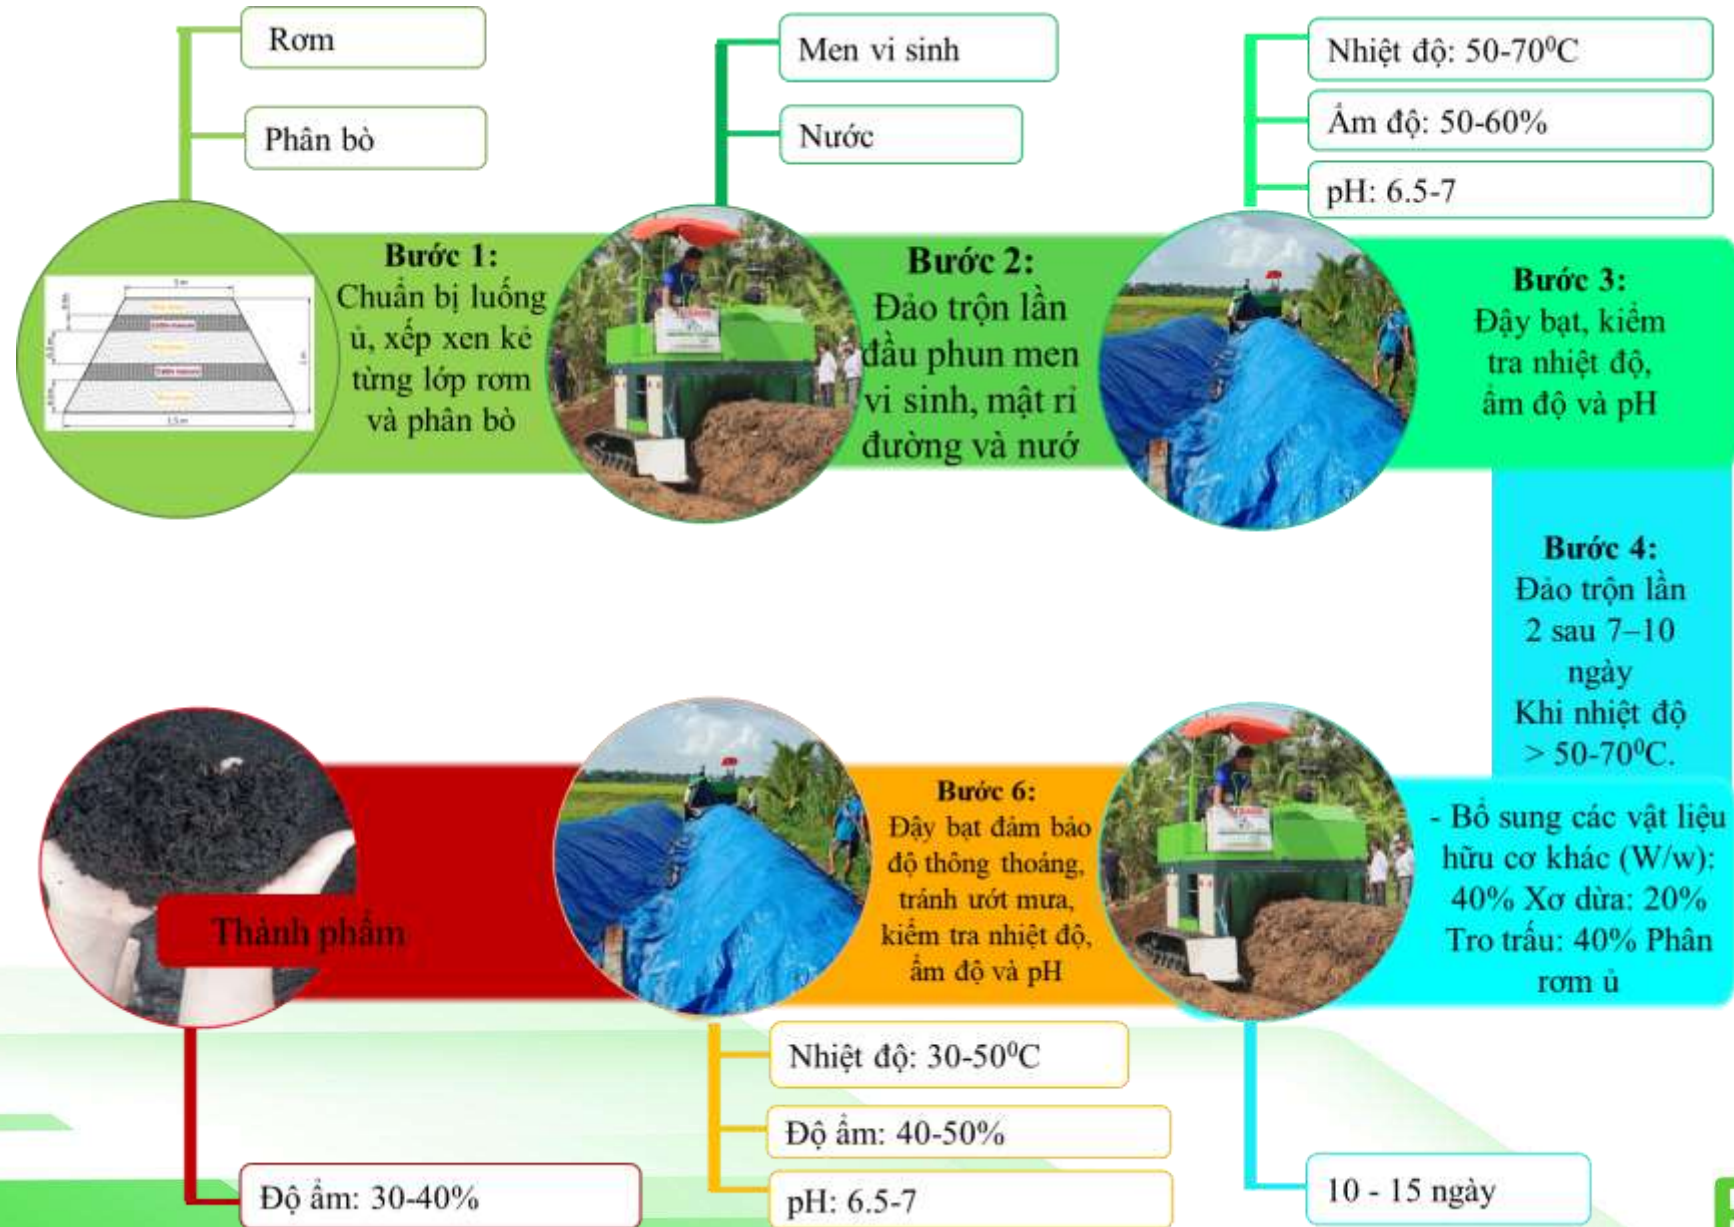 Rơm
Phân bò
Men vi sinh
Nước
Nhiệt độ: 50-70⁰C
Ẩm độ: 50-60%
pH: 6.5-7
Bước 1:
Chuẩn bị luống
ủ, xếp xen kẻ
từng lớp rơm
và phân bò
Bước 2:
Đảo trộn lần
đầu phun men
vi sinh, mật rỉ
đường và nướ
Bước 3:
Đậy bạt, kiểm
tra nhiệt độ,
ẩm độ và pH
Bước 4:
Đảo trộn lần
2 sau 7–10
ngày
Khi nhiệt độ
> 50-70⁰C.
- Bổ sung các vật liệu
hữu cơ khác (W/w):
40% Xơ dừa: 20%
Tro trấu: 40% Phân
rơm ủ
10 - 15 ngày
Bước 6:
Đậy bạt đảm bảo
độ thông thoáng,
tránh ướt mưa,
kiểm tra nhiệt độ,
ẩm độ và pH
Nhiệt độ: 30-50⁰C
Độ ẩm: 40-50%
pH: 6.5-7
Thành phẩm
Độ ẩm: 30-40%